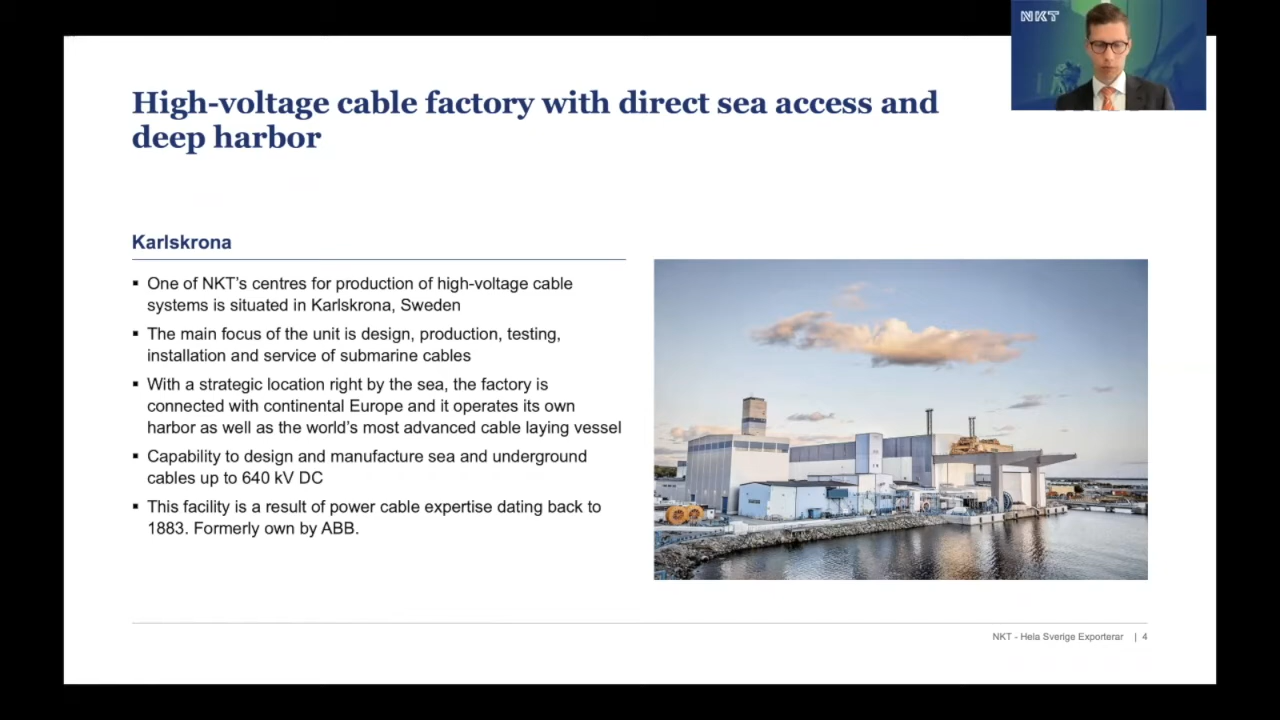 NKT
High-voltage cable factory with direct sea access and
deep harbor
Karlskrona
▪ One of NKT's centres for production of high-voltage cable
systems is situated in Karlskrona, Sweden
▪ The main focus of the unit is design, production, testing,
installation and service of submarine cables
▪ With a strategic location right by the sea, the factory is
connected with continental Europe and it operates its own
harbor as well as the world's most advanced cable laying vessel
▪ Capability to design and manufacture sea and underground
cables up to 640 kV DC
▪ This facility is a result of power cable expertise dating back to
1883. Formerly own by ABB.
NKT - Hela Sverige Exporterar | 4